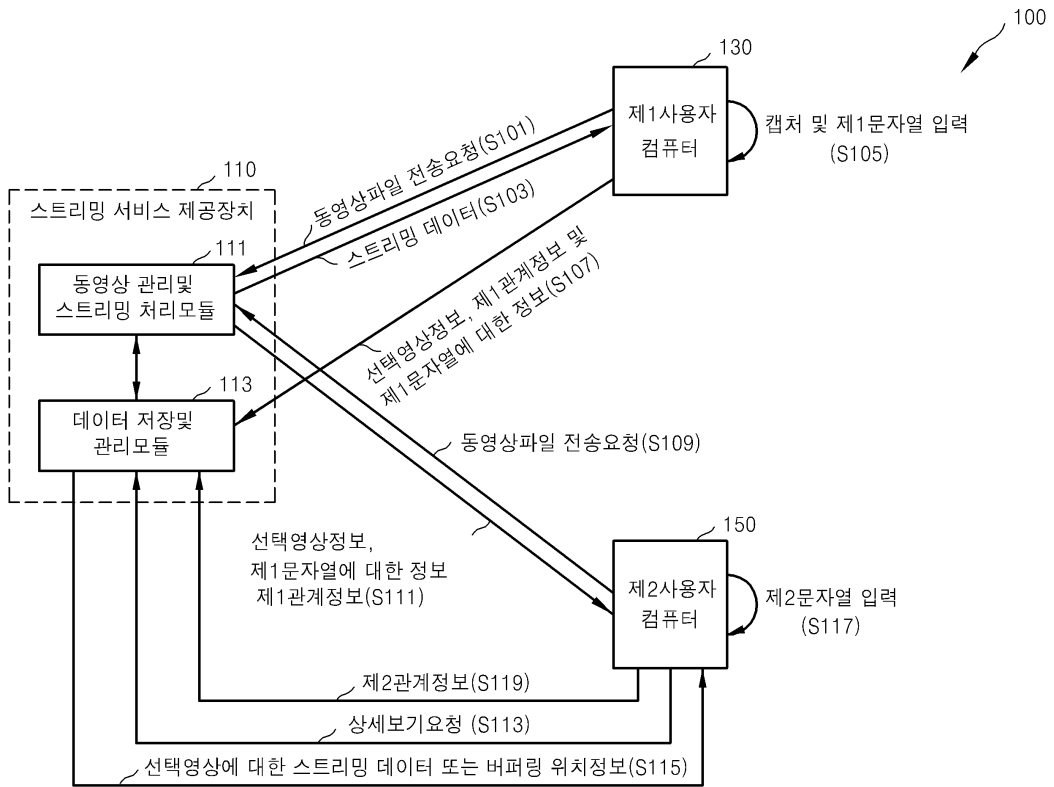 100
130
제1사용자
컴퓨터
캡처 및 제1문자열 입력
(S105)
동영상파일 전송요청(S101)
스트리밍 데이터(S103)
110
스트리밍 서비스 제공장치
111
동영상 관리및
스트리밍 처리모듈
선택영상정보, 제1관계정보 및
제1문자열에 대한 정보(S107)
113
데이터 저장및
관리모듈
동영상파일 전송요청(S109)
150
선택영상정보,
제1문자열에 대한 정보
제1관계정보(S111)
제2사용자
컴퓨터
제2문자열 입력
(S117)
제2관계정보(S119)
상세보기요청 (S113)
선택영상에 대한 스트리밍 데이터 또는 버퍼링 위치정보(S115)